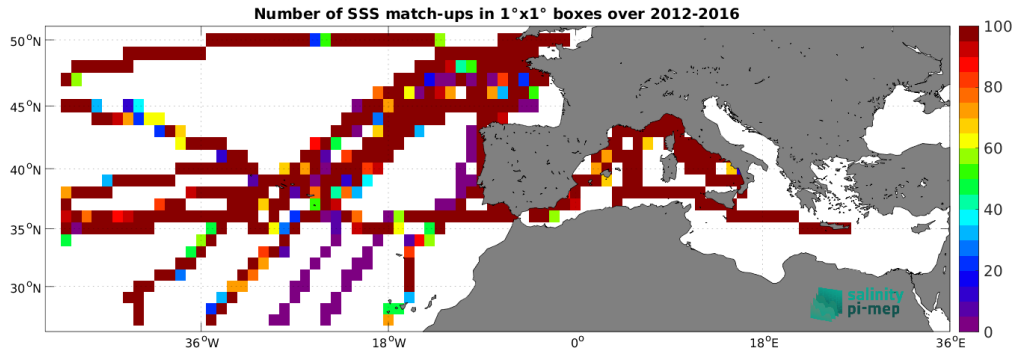 Number of SSS match-ups in 1°x1° boxes over 2012-2016
50°N
45°N
40°N
35°N
30°N
36°W
18°W
0°
18°E
36°E
100
80
60
40
20
0
salinity
pi-mep